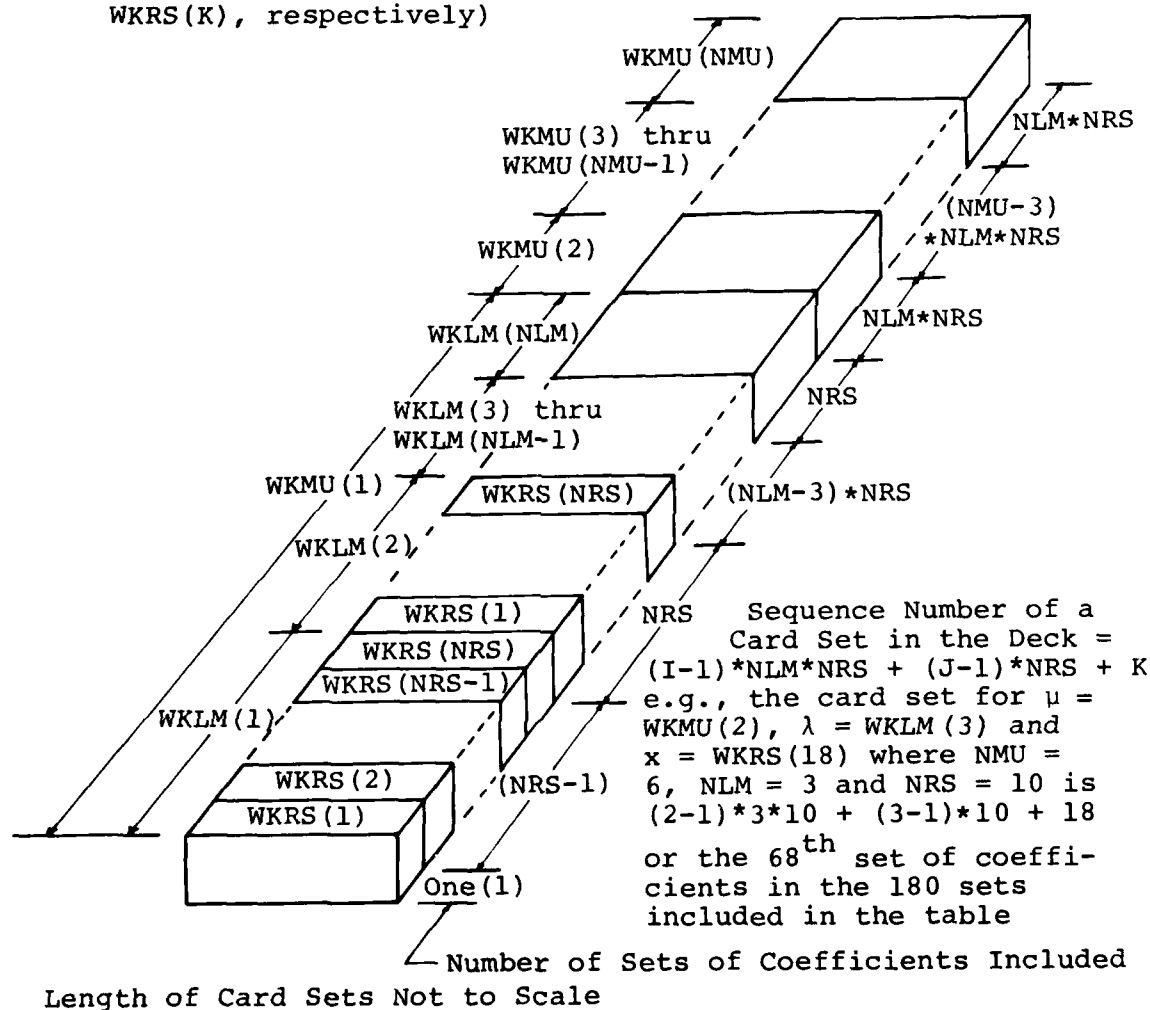 WKRS(K), respectively)
WKMU(NMU)
NLM*NRS
WKMU(3) thru
WKMU(NMU-1)
(NMU-3)
*NLM*NRS
WKMU(2)
NLM*NRS
WKLM(NLM)
NRS
WKLM(3) thru
WKLM(NLM-1)
WKMU(1)
WKRS(NRS)
(NLM-3)*NRS
WKLM(2)
WKRS(1)
NRS
WKRS(NRS)
WKRS(NRS-1)
WKLM(1)
WKRS(2)
(NRS-1)
WKRS(1)
One(1)
Sequence Number of a
Card Set in the Deck =
(I-1)*NLM*NRS + (J-1)*NRS + K
e.g., the card set for μ =
WKMU(2), λ = WKLM(3) and
x = WKRS(18) where NMU =
6, NLM = 3 and NRS = 10 is
(2-1)*3*10 + (3-1)*10 + 18
or the 68th set of coeffi-
cients in the 180 sets
included in the table
Number of Sets of Coefficients Included
Length of Card Sets Not to Scale